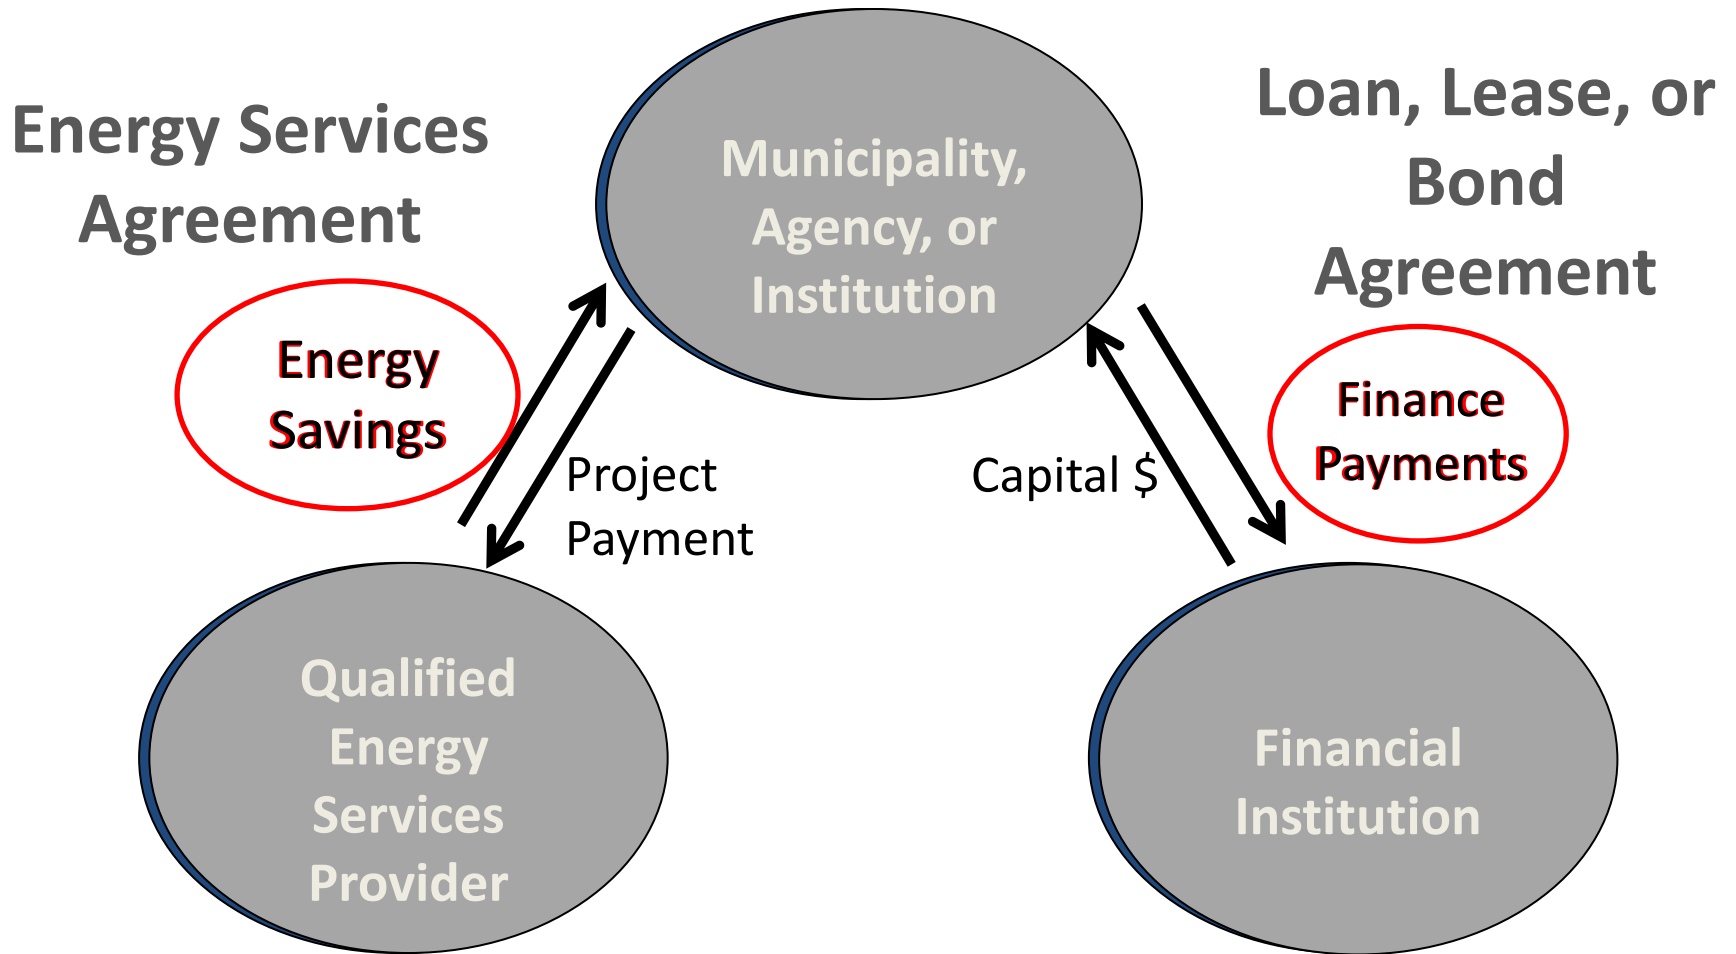 Energy Services
Agreement
Municipality,
Agency, or
Institution
Loan, Lease, or
Bond
Agreement
Energy
Savings
Project
Payment
Capital $
Finance
Payments
Qualified
Energy
Services
Provider
Financial
Institution